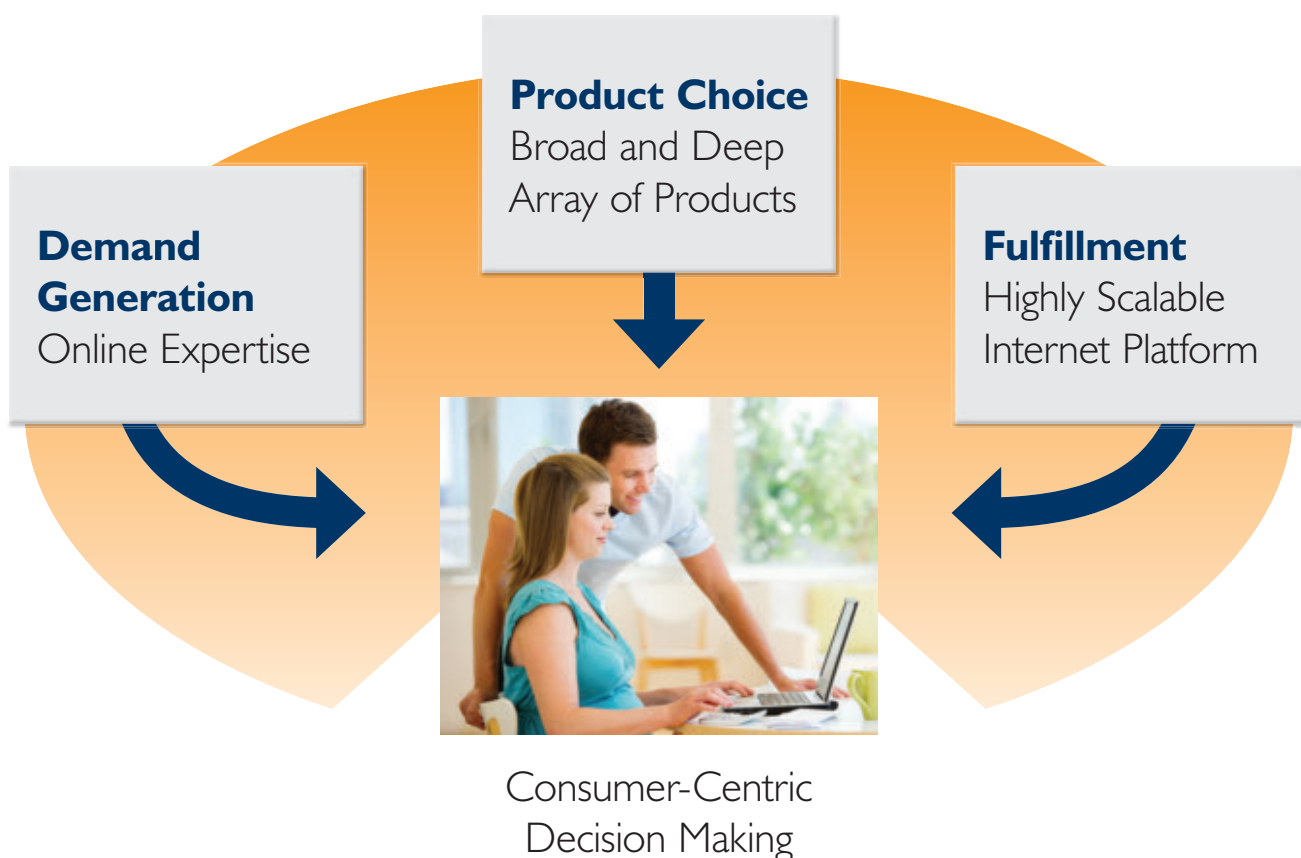 Product Choice
Broad and Deep
Array of Products
Demand
Generation
Online Expertise
Fulfillment
Highly Scalable
Internet Platform
Consumer-Centric
Decision Making